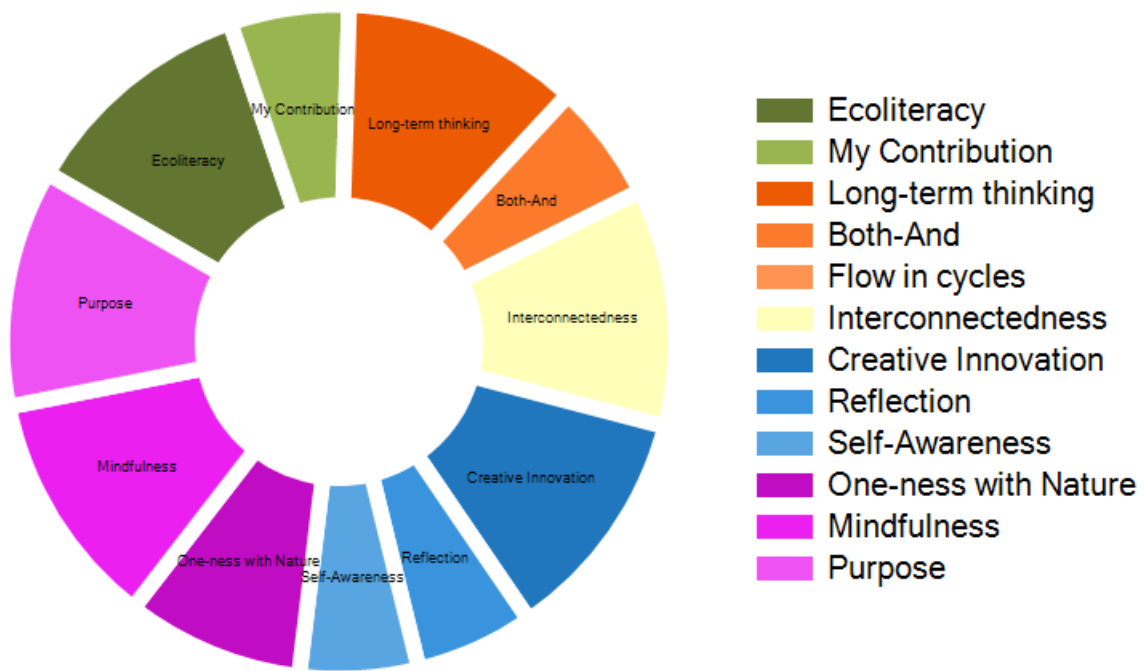 My Contribution
Long-term thinking
Ecoliteracy
Both-And
Purpose
Interconnectedness
Mindfulness
Creative Innovation
One-ness with Nature
Reflection
Self-Awareness
Ecoliteracy
My Contribution
Long-term thinking
Both-And
Flow in cycles
Interconnectedness
Creative Innovation
Reflection
Self-Awareness
One-ness with Nature
Mindfulness
Purpose